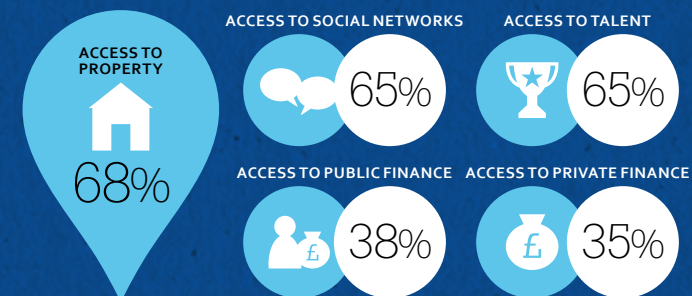 ACCESS TO
PROPERTY
68%
ACCESS TO SOCIAL NETWORKS
65%
ACCESS TO TALENT
65%
ACCESS TO PUBLIC FINANCE
£
38%
ACCESS TO PRIVATE FINANCE
£
35%